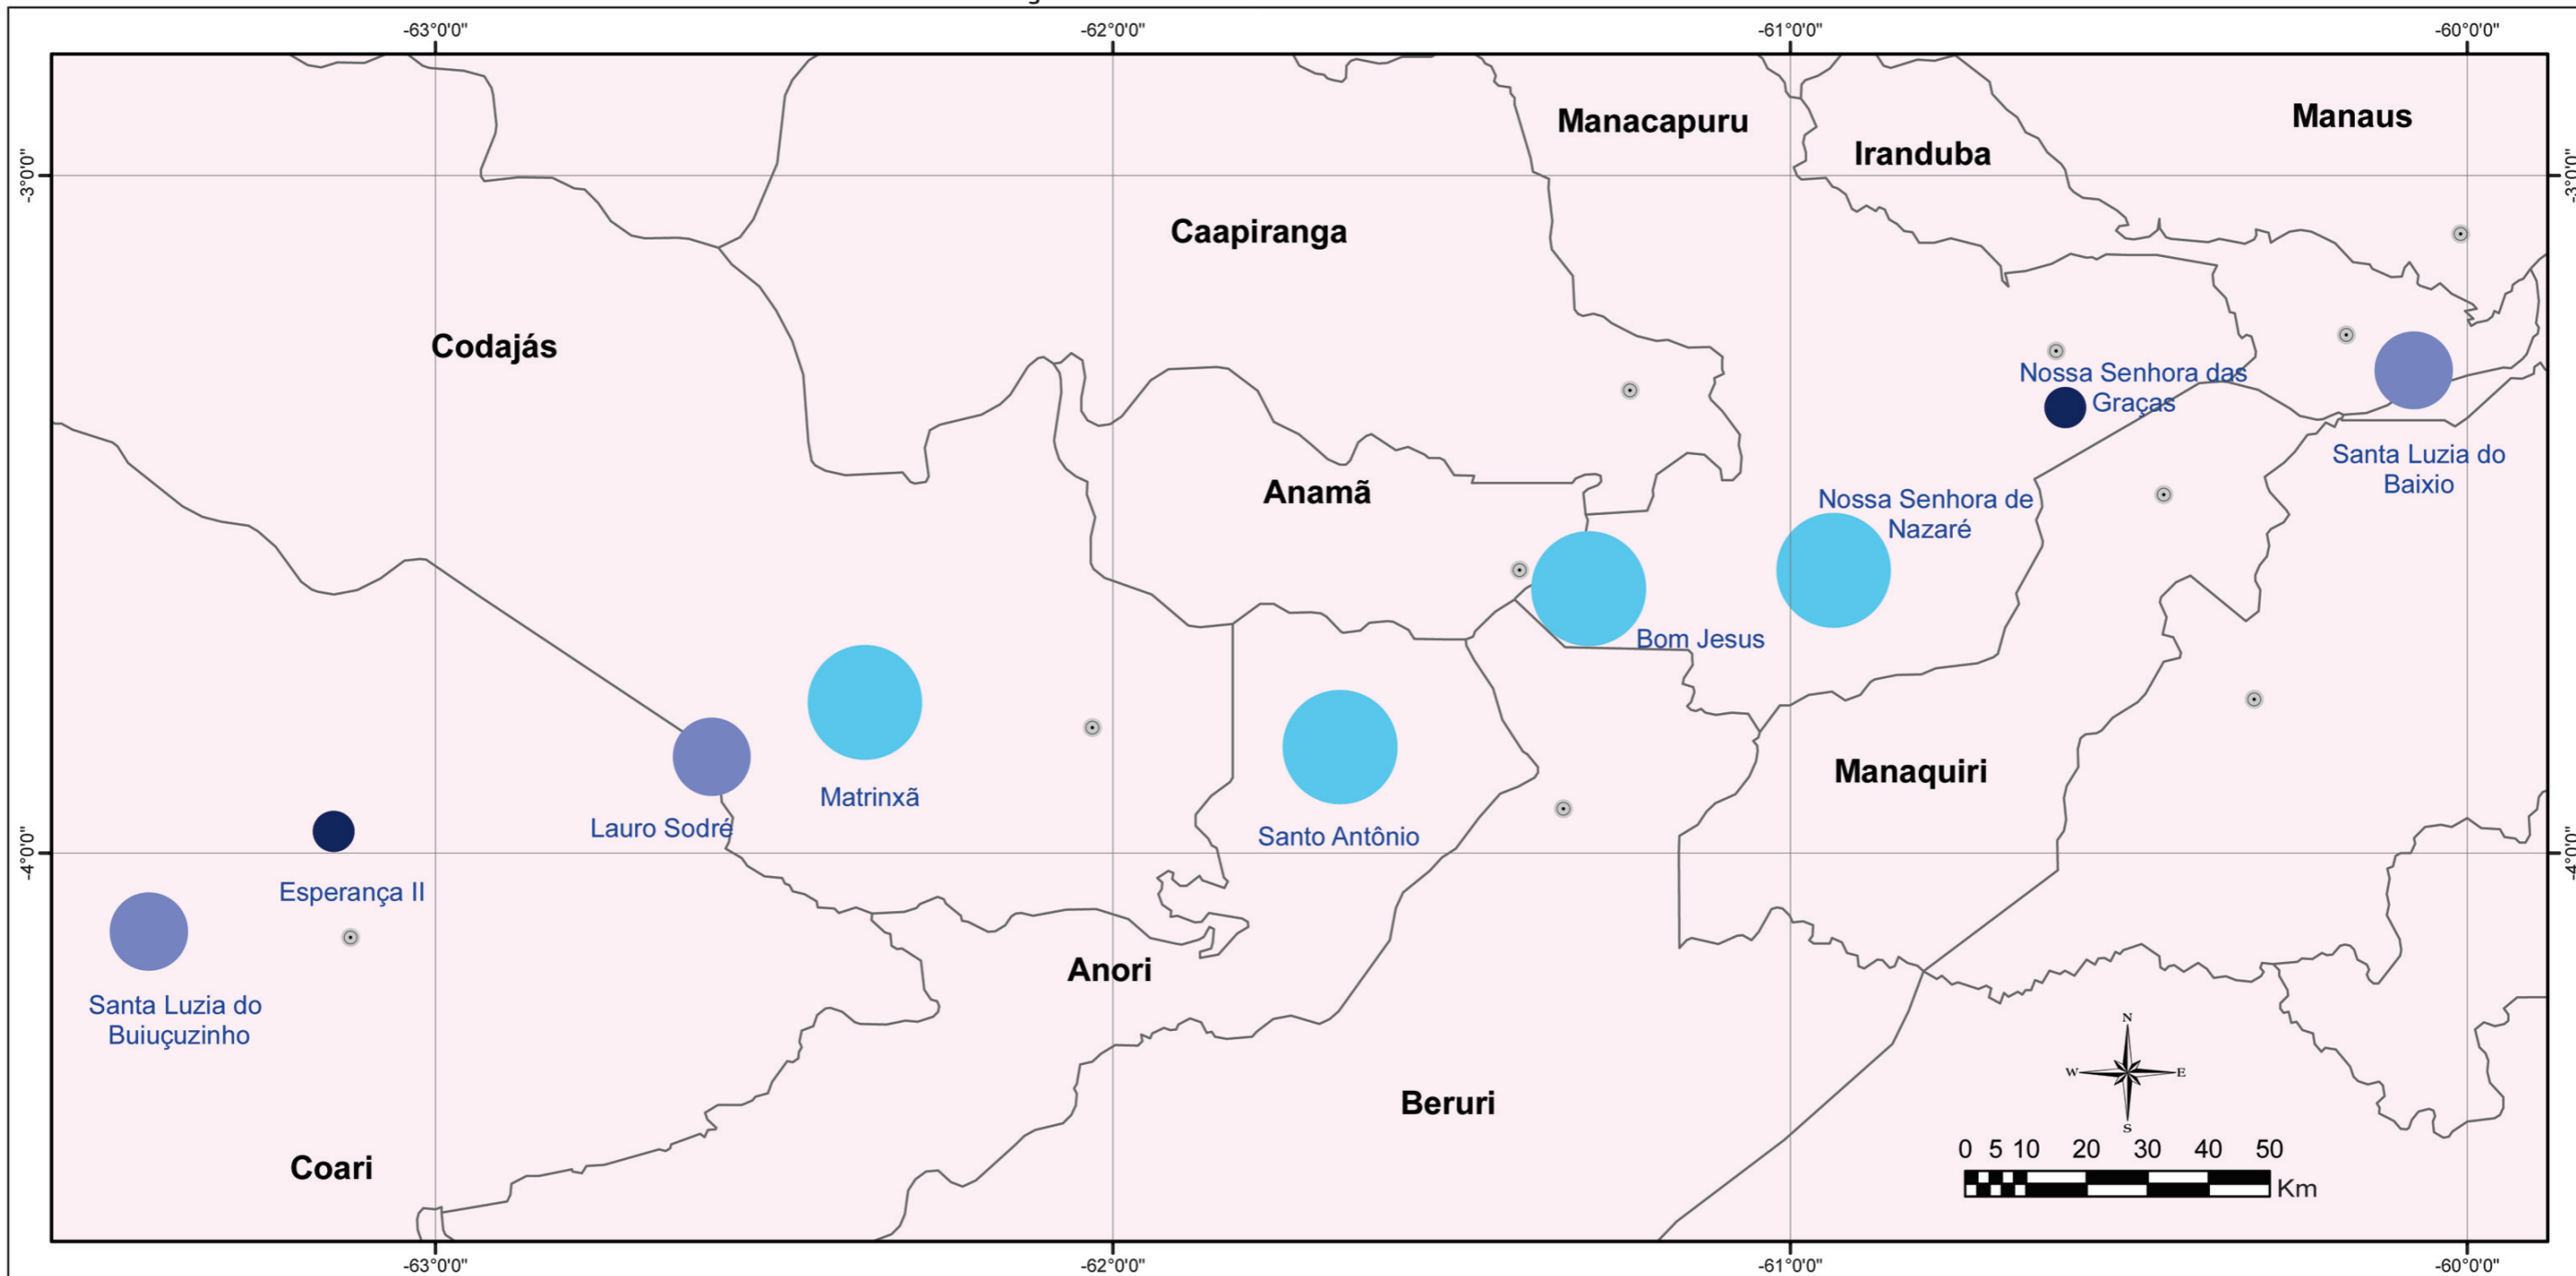 -63°0'0"
-62°0'0"
-61°0'0"
-60°0'0"
Manaus
Manacapuru
Iranduba
-3°0'0"
-3°0'0"
Caapiranga
Codajás
Nossa Senhora das
Graças
Santa Luzia do
Baixio
Anamã
Nossa Senhora de
Nazaré
Bom Jesus
Manaquiri
Matrinxã
Lauro Sodré
Santo Antônio
-4°0'0"
-4°0'0"
Esperança II
Anori
Santa Luzia do
Buiuçuzinho
N
W
E
S
Beruri
0 5 10 20 30 40 50
Km
Coari
-63°0'0"
-62°0'0"
-61°0'0"
-60°0'0"